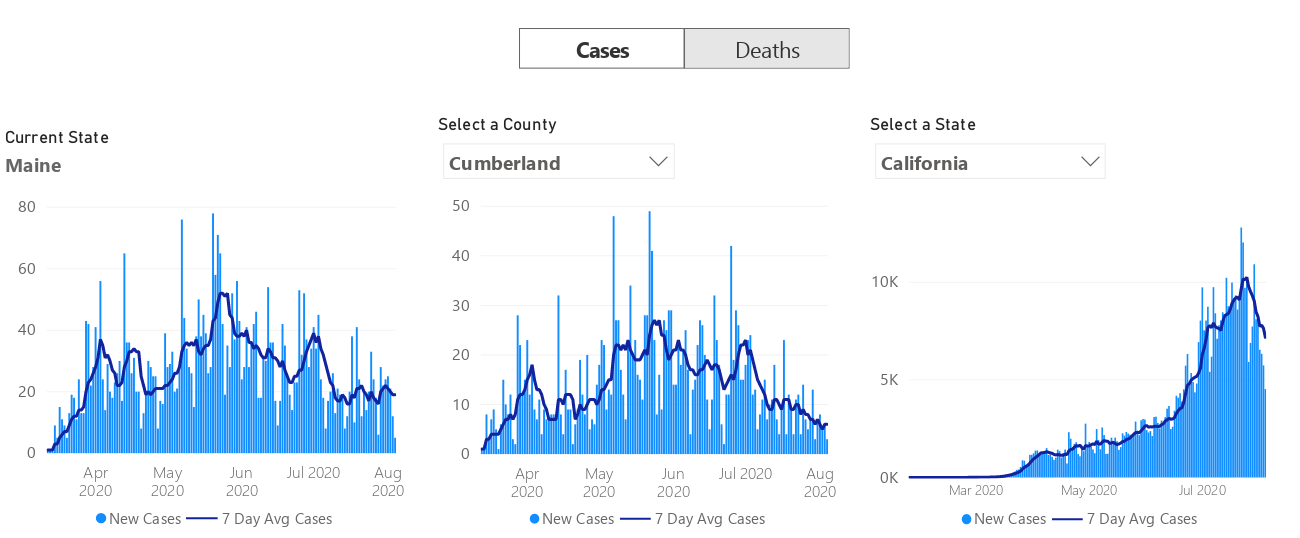 Cases Deaths
Current State
Maine
80
60
40
20
0
Apr 2020
May 2020
Jun 2020
Jul 2020
Aug 2020
New Cases 7 Day Avg Cases
Select a County
Cumberland
50
40
30
20
10
0
Apr 2020
May 2020
Jun 2020
Jul 2020
Aug 2020
New Cases 7 Day Avg Cases
Select a State
California
10K
5K
0K
Mar 2020 May 2020 Jul 2020
New Cases 7 Day Avg Cases